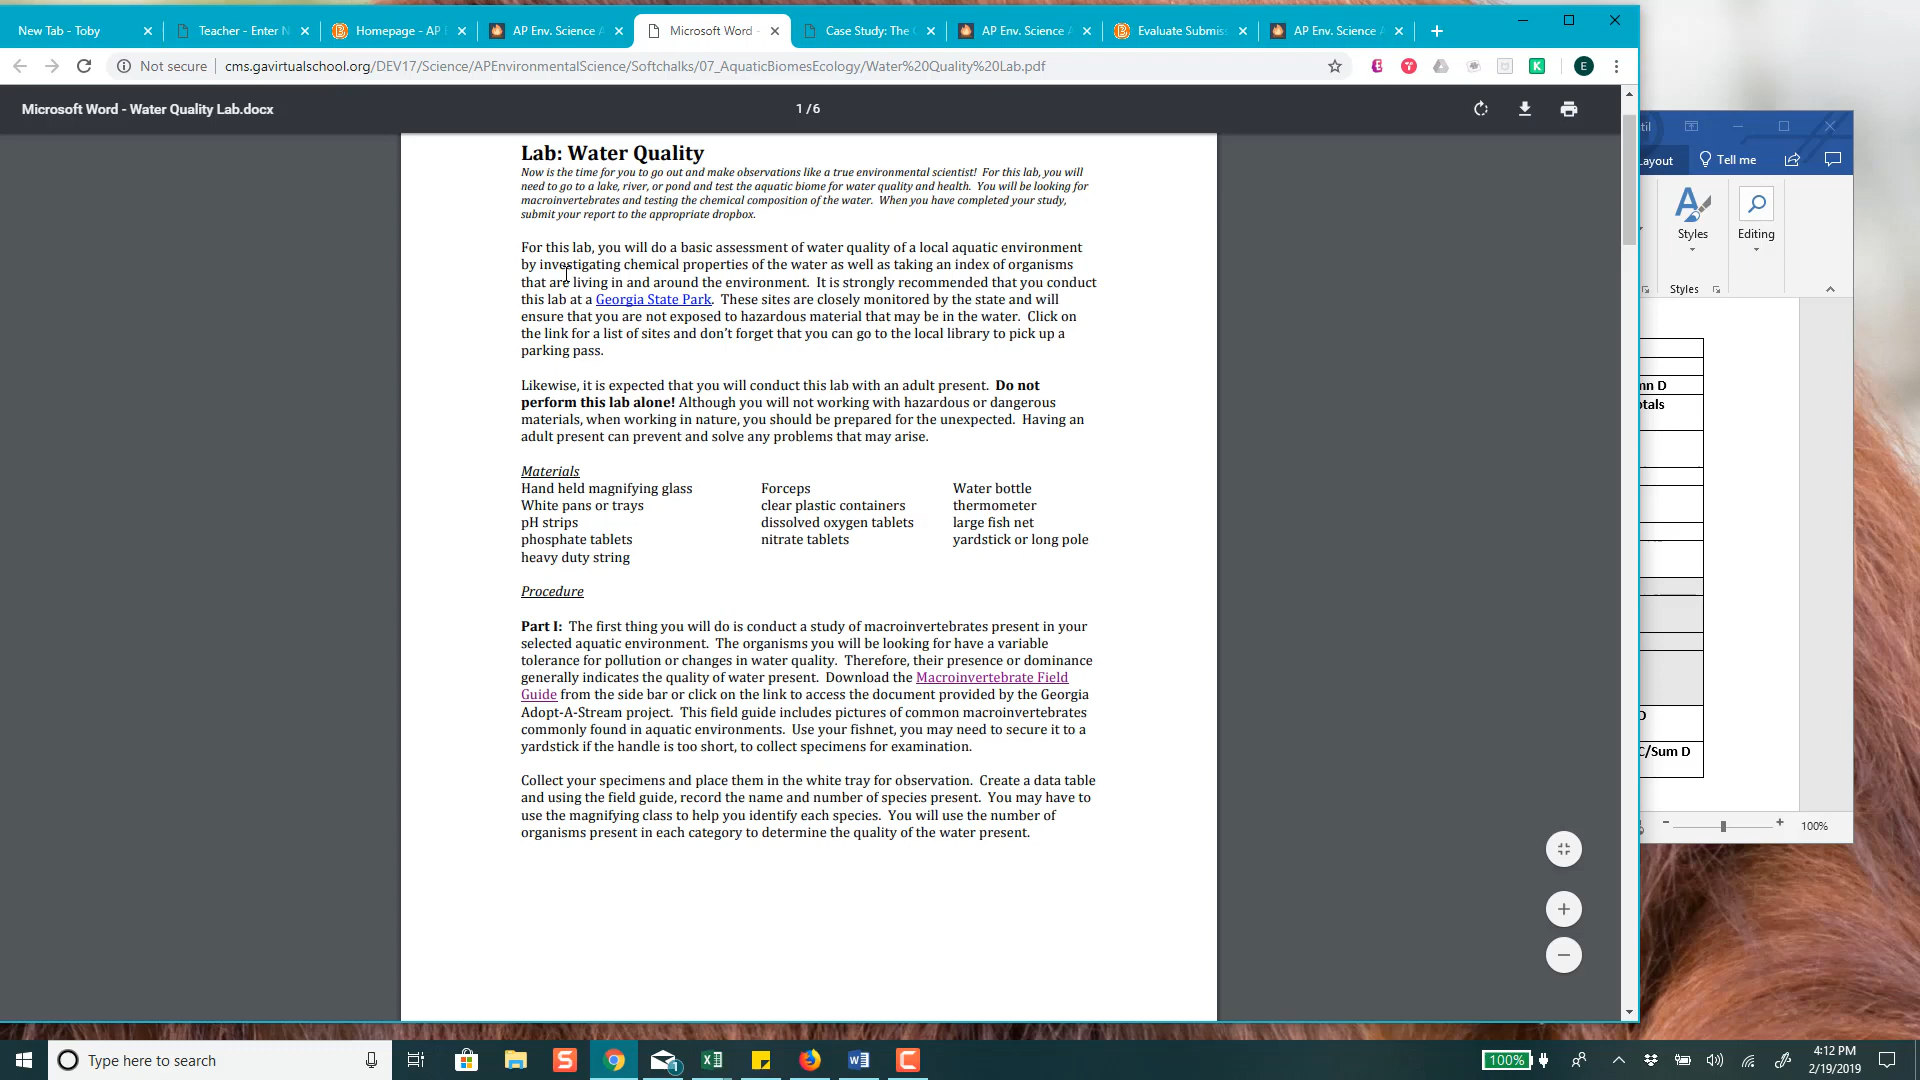 New Tab - Toby
Teacher - Enter N
Homepage - AP E
AP Env. Science A
Microsoft Word -
Case Study: The
AP Env. Science A
Evaluate Submiss
AP Env. Science A
Not secure
cms.gavirtualschool.org/DEV17/Science/APEnvironmentalScience/Softchalks/07_AquaticBiomesEcology/Water%20Quality%20Lab.pdf
E
Microsoft Word - Water Quality Lab.docx
1 / 6
Lab: Water Quality
Now is the time for you to go out and make observations like a true environmental scientist! For this lab, you will
need to go to a lake, river, or pond and test the aquatic biome for water quality and health. You will be looking for
macroinvertebrates and testing the chemical composition of the water. When you have completed your study,
submit your report to the appropriate dropbox.
For this lab, you will do a basic assessment of water quality of a local aquatic environment
by investigating chemical properties of the water as well as taking an index of organisms
that are living in and around the environment. It is strongly recommended that you conduct
this lab at a Georgia State Park. These sites are closely monitored by the state and will
ensure that you are not exposed to hazardous material that may be in the water. Click on
the link for a list of sites and don't forget that you can go to the local library to pick up a
parking pass.
Likewise, it is expected that you will conduct this lab with an adult present. Do not
perform this lab alone! Although you will not working with hazardous or dangerous
materials, when working in nature, you should be prepared for the unexpected. Having an
adult present can prevent and solve any problems that may arise.
Materials
Hand held magnifying glass Forceps Water bottle
White pans or trays clear plastic containers thermometer
pH strips dissolved oxygen tablets large fish net
phosphate tablets nitrate tablets yardstick or long pole
heavy duty string
Procedure
Part I: The first thing you will do is conduct a study of macroinvertebrates present in your
selected aquatic environment. The organisms you will be looking for have a variable
tolerance for pollution or changes in water quality. Therefore, their presence or dominance
generally indicates the quality of water present. Download the Macroinvertebrate Field
Guide from the side bar or click on the link to access the document provided by the Georgia
Adopt-A-Stream project. This field guide includes pictures of common macroinvertebrates
commonly found in aquatic environments. Use your fishnet, you may need to secure it to a
yardstick if the handle is too short, to collect specimens for examination.
Collect your specimens and place them in the white tray for observation. Create a data table
and using the field guide, record the name and number of species present. You may have to
use the magnifying class to help you identify each species. You will use the number of
organisms present in each category to determine the quality of the water present.
til
ayout
Tell me
Styles
Editing
Styles
mn D
otals
D
C/Sum D
100%
Type here to search
100%
4:12 PM
2/19/2019